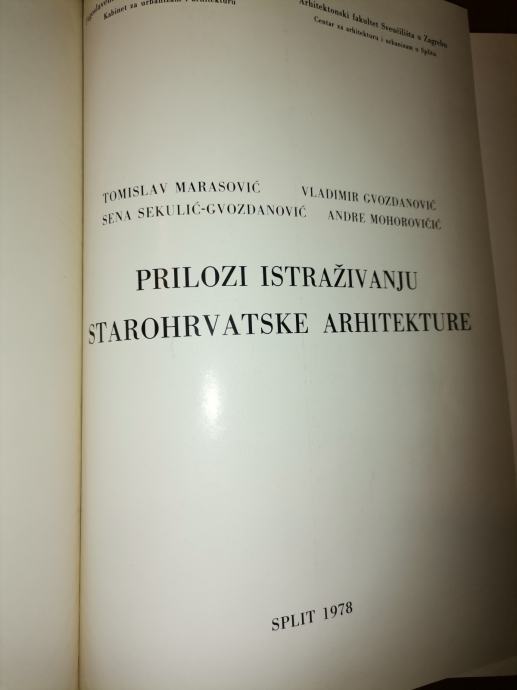 Kabinet za urbanizam i arhitekturu
Arhitektonski fakultet Sveučilišta u Zagrebu
Centar za arhitekturu i urbanizam u Splitu
TOMISLAV MARASOVIĆ VLADIMIR GVOZDANOVIĆ
SENA SEKULIĆ-GVOZDANOVIĆ ANDRE MOHOROVIČIĆ
PRILOZI ISTRAŽIVANJU
STAROHRVATSKE ARHITEKTURE
SPLIT 1978